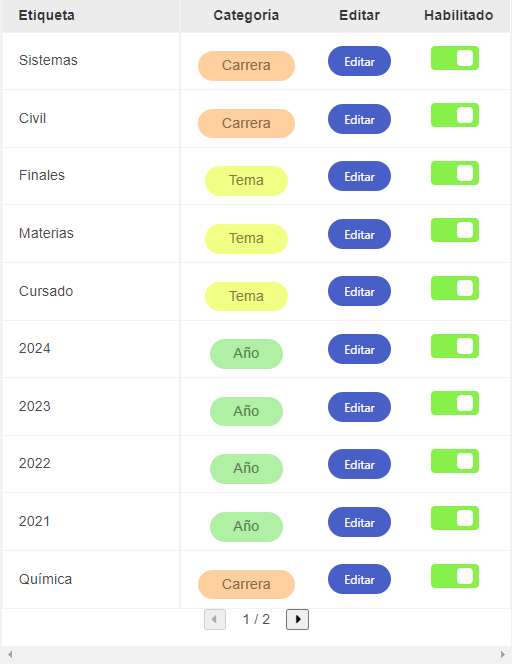 Etiqueta Categoría Editar Habilitado
Sistemas Carrera Editar
Civil Carrera Editar
Finales Tema Editar
Materias Tema Editar
Cursado Tema Editar
2024 Año Editar
2023 Año Editar
2022 Año Editar
2021 Año Editar
Química Carrera Editar
1 / 2